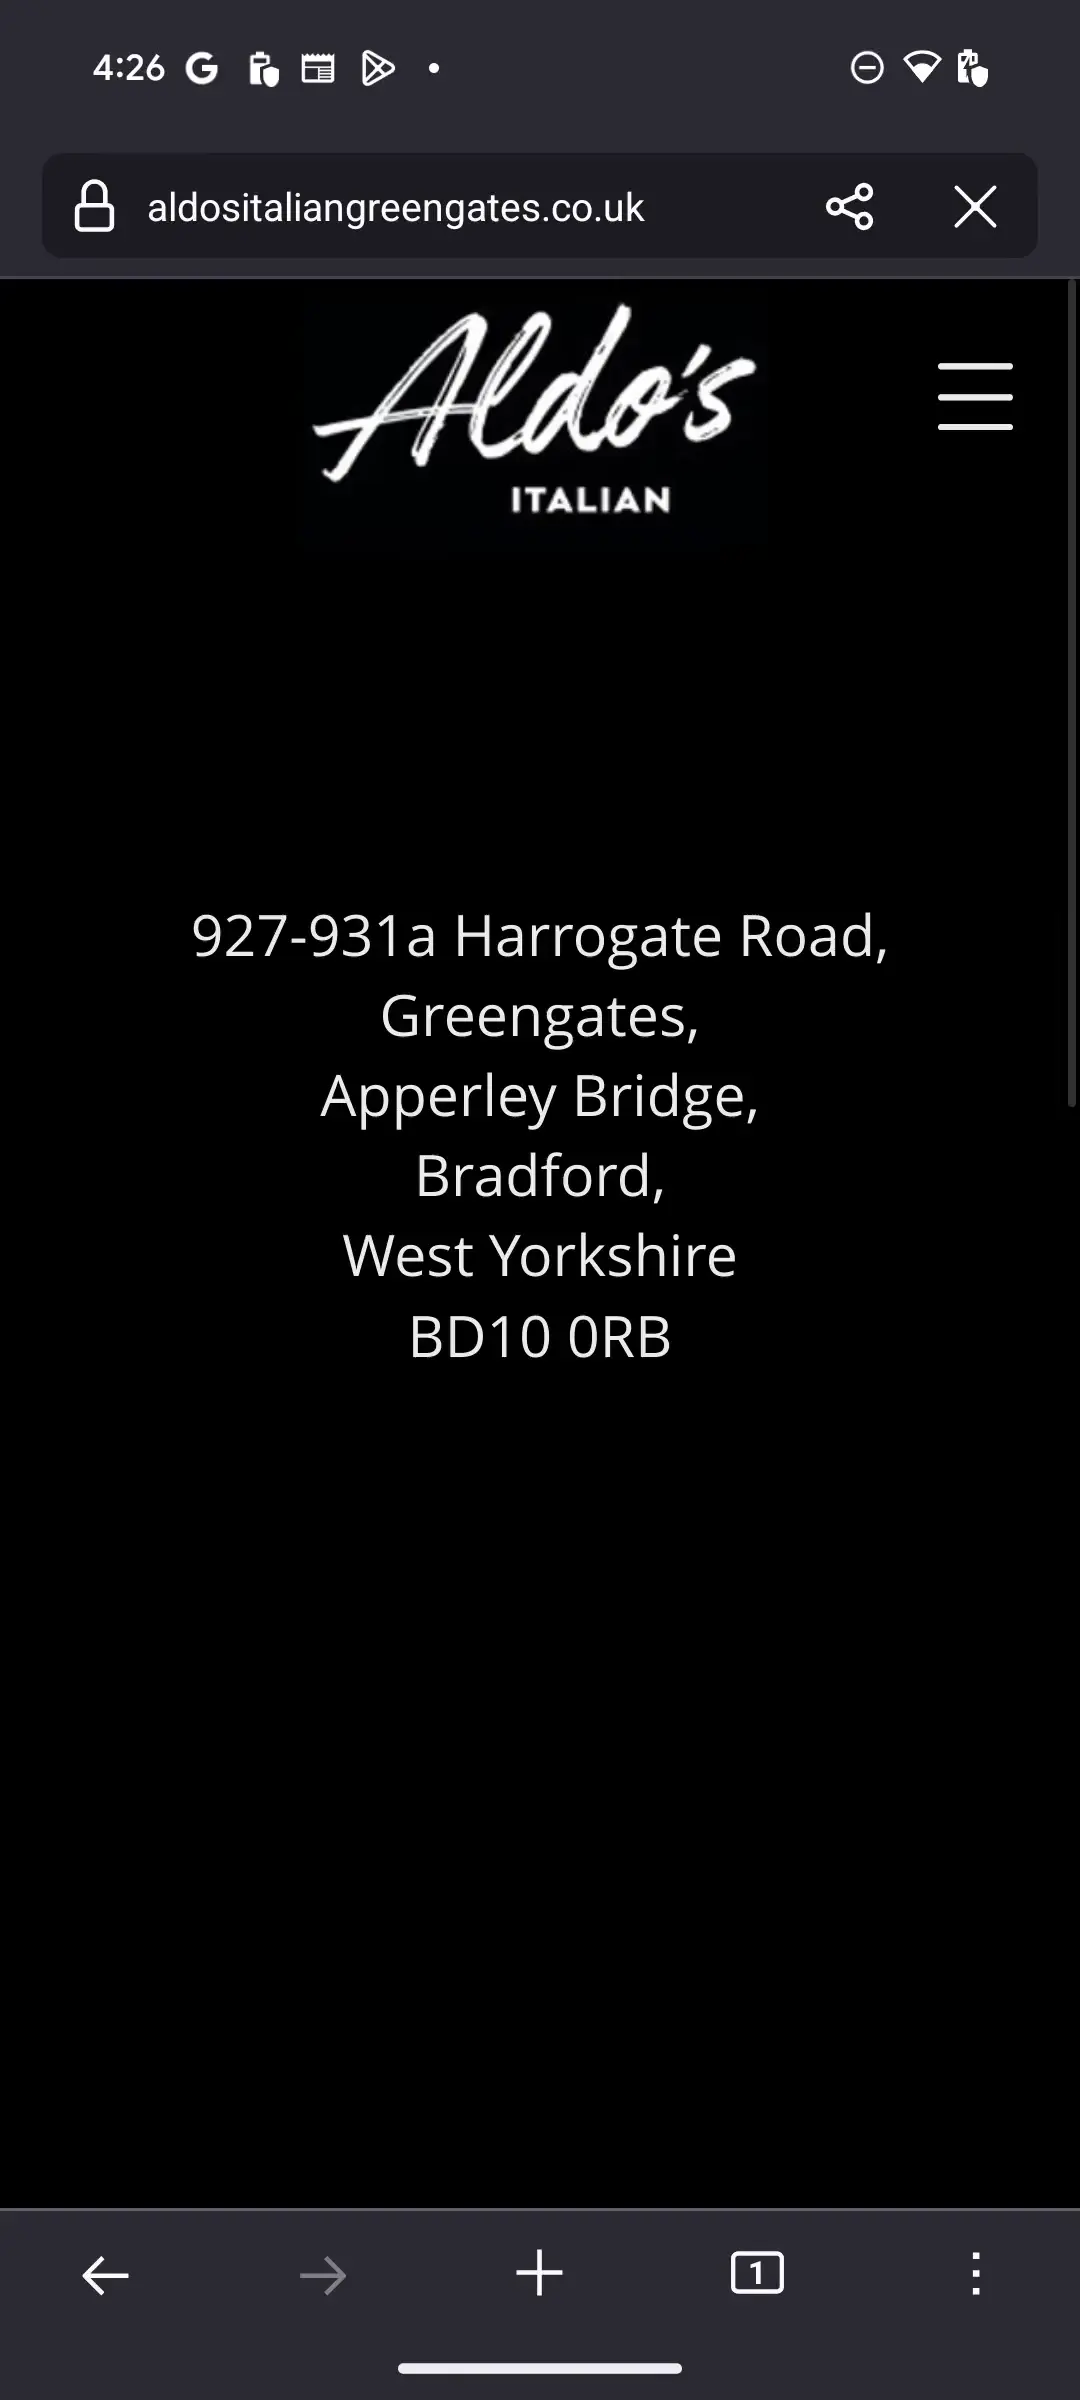 4:26
aldositaliangreengates.co.uk
Aldo's
ITALIAN
927-931a Harrogate Road,
Greengates,
Apperley Bridge,
Bradford,
West Yorkshire
BD10 0RB
1